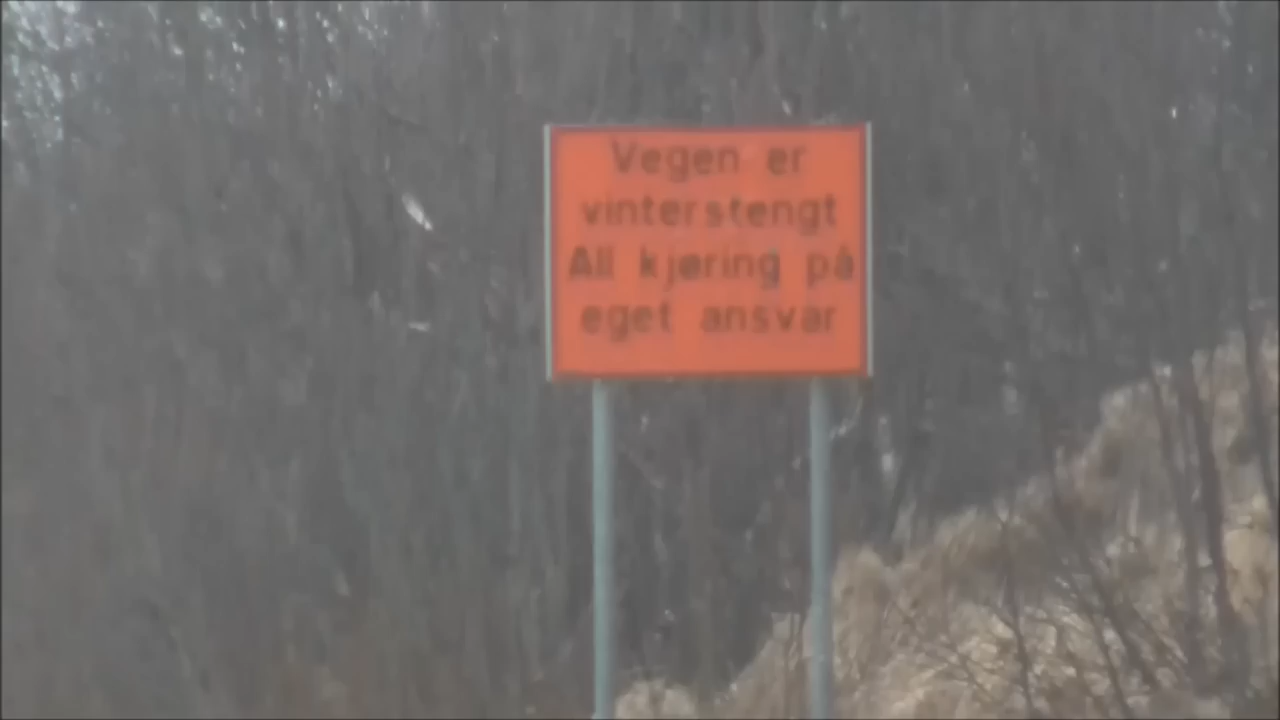 Vegen er
vinterstengt
All kjøring på
eget ansvar